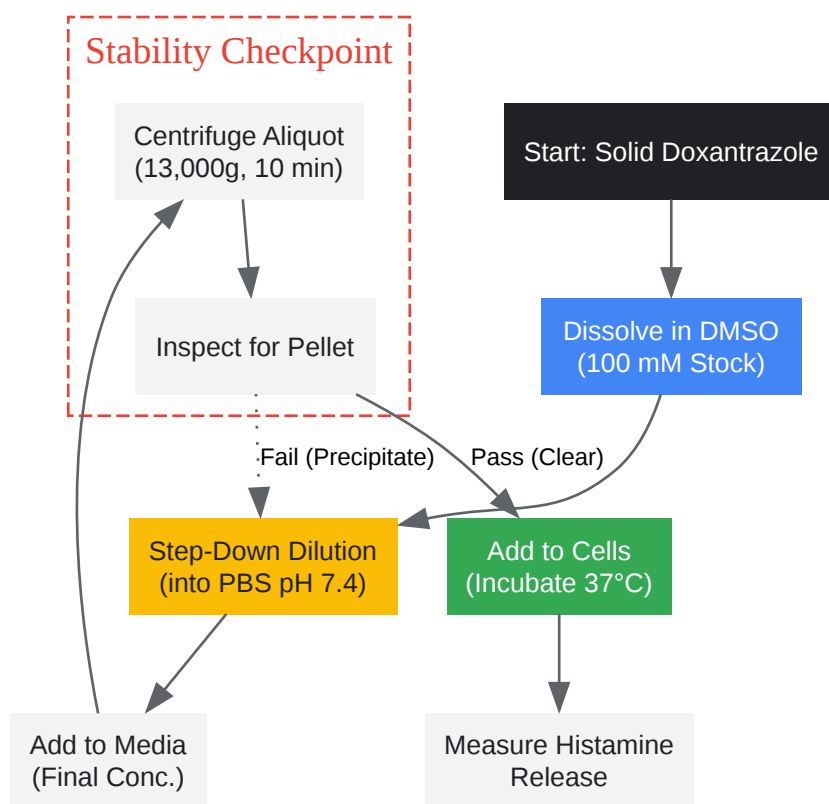 Stability Checkpoint
Centrifuge Aliquot
(13,000g, 10 min)
Start: Solid Doxantrazole
Inspect for Pellet
Dissolve in DMSO
(100 mM Stock)
Fail (Precipitate)
Pass (Clear)
Step-Down Dilution
(into PBS pH 7.4)
Add to Cells
(Incubate 37°C)
Add to Media
(Final Conc.)
Measure Histamine
Release